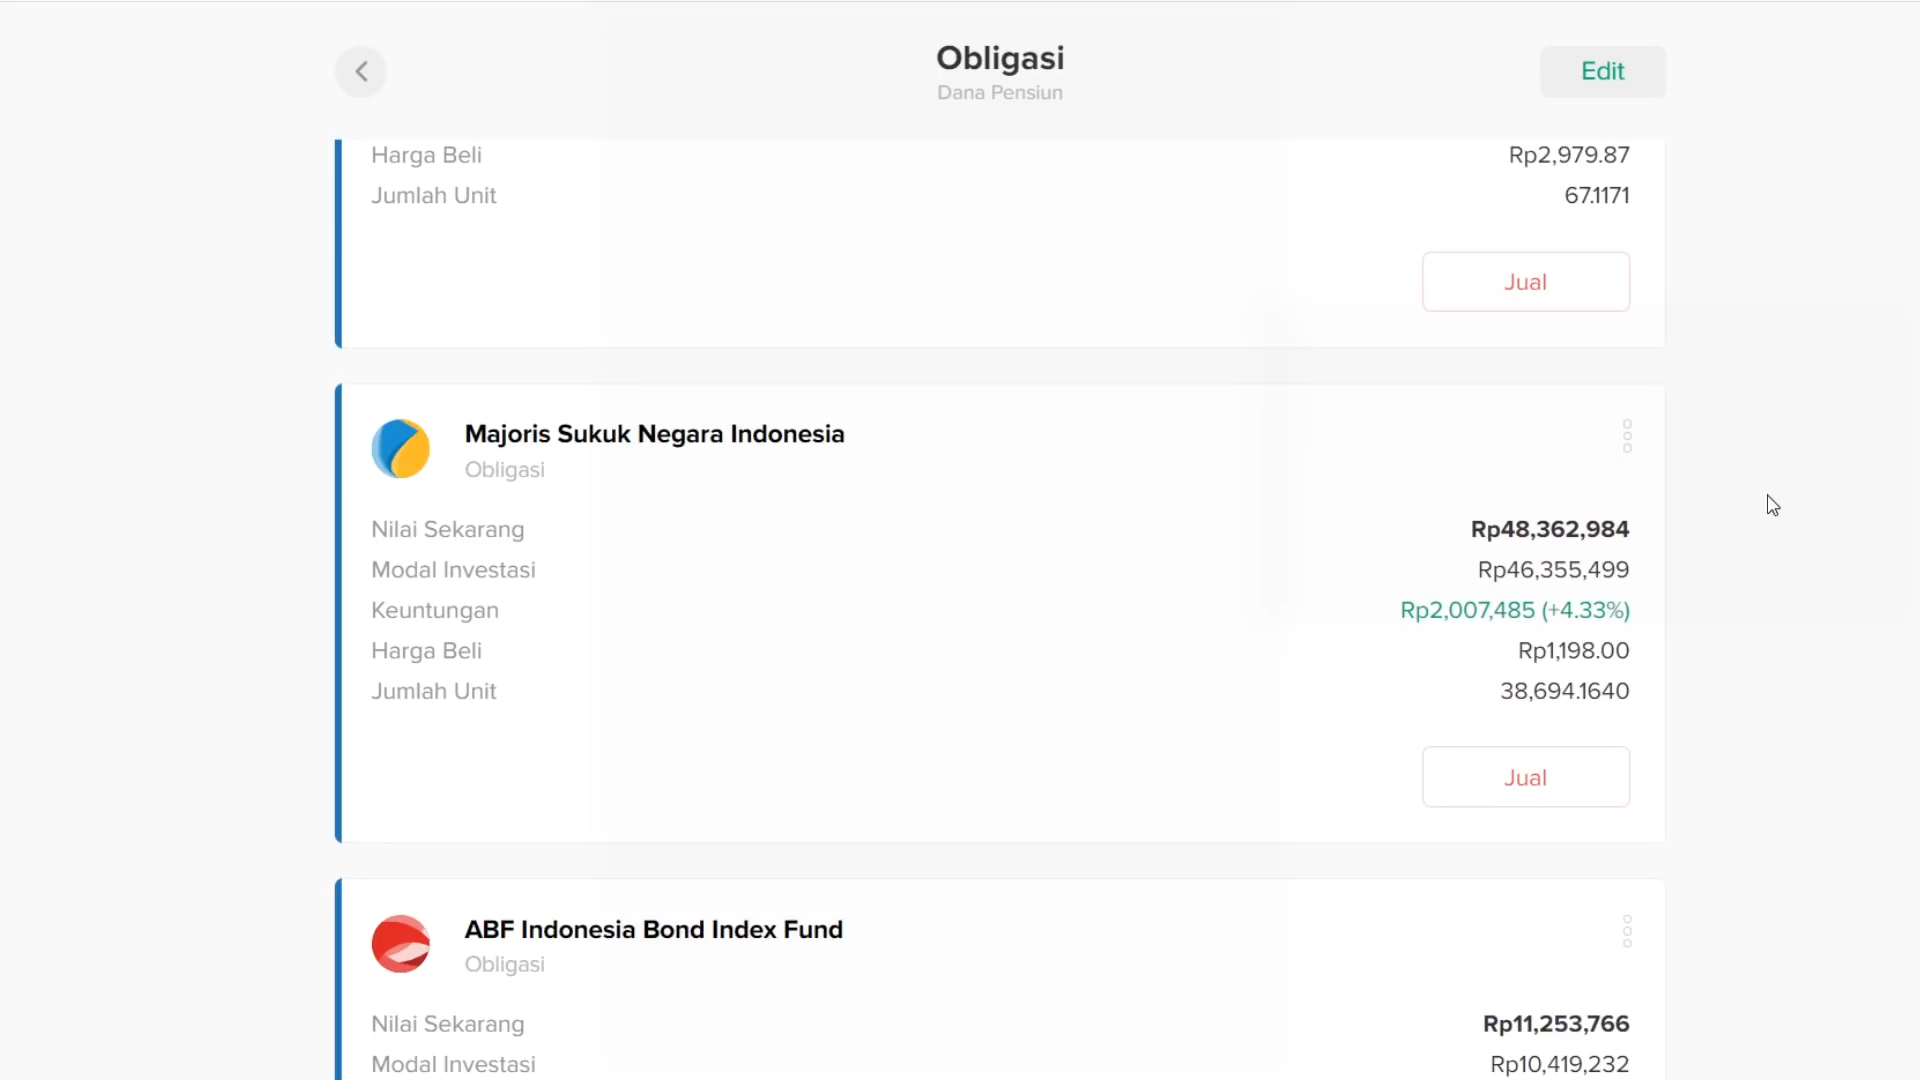 Obligasi
Dana Pensiun
Edit
Harga Beli Rp2,979.87
Jumlah Unit 67.1171
Jual
Majoris Sukuk Negara Indonesia
Obligasi
Nilai Sekarang Rp48,362,984
Modal Investasi Rp46,355,499
Keuntungan Rp2,007,485 (+4.33%)
Harga Beli Rp1,198.00
Jumlah Unit 38,694.1640
Jual
ABF Indonesia Bond Index Fund
Obligasi
Nilai Sekarang Rp11,253,766
Modal Investasi Rp10,419,232